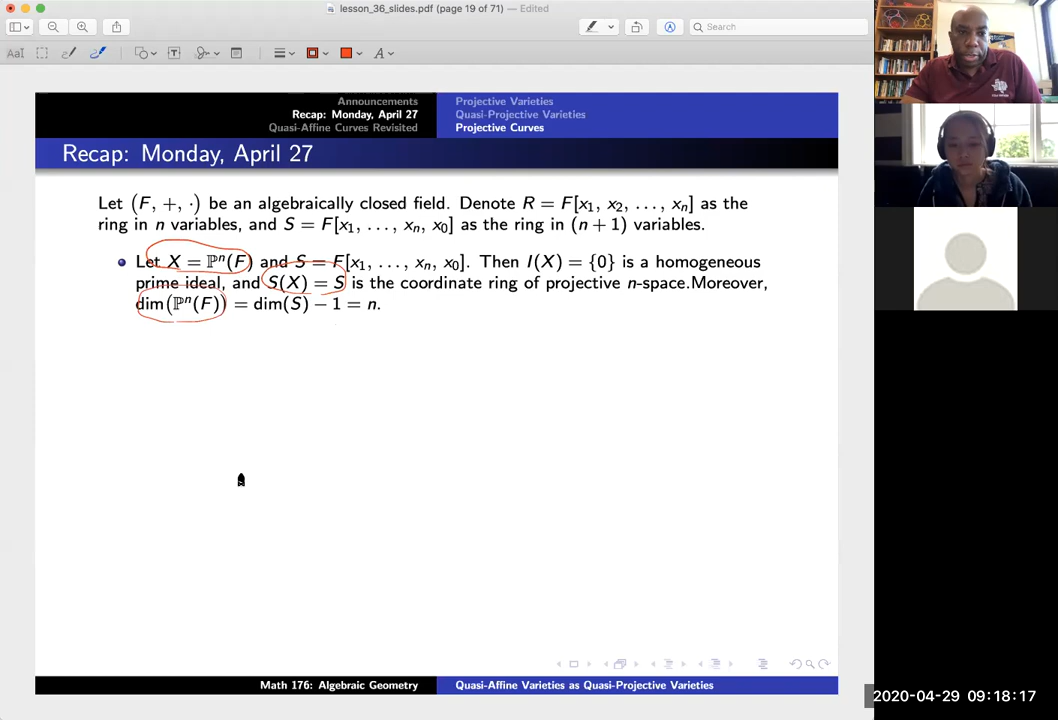 lesson_36_slides.pdf (page 19 of 71) — Edited
Search
AaI
T
A
Announcements
Recap: Monday, April 27
Quasi-Affine Curves Revisited
Projective Varieties
Quasi-Projective Varieties
Projective Curves
Recap: Monday, April 27
Let (F, +, ·) be an algebraically closed field. Denote R = F[x₁, x₂, …, xₙ] as the
ring in n variables, and S = F[x₁, …, xₙ, x₀] as the ring in (n + 1) variables.
Let X = ℙⁿ(F) and S = F[x₁, …, xₙ, x₀]. Then I(X) = {0} is a homogeneous
prime ideal, and S(X) = S is the coordinate ring of projective n-space.Moreover,
dim(ℙⁿ(F)) = dim(S) − 1 = n.
Math 176: Algebraic Geometry
Quasi-Affine Varieties as Quasi-Projective Varieties
2020-04-29 09:18:17